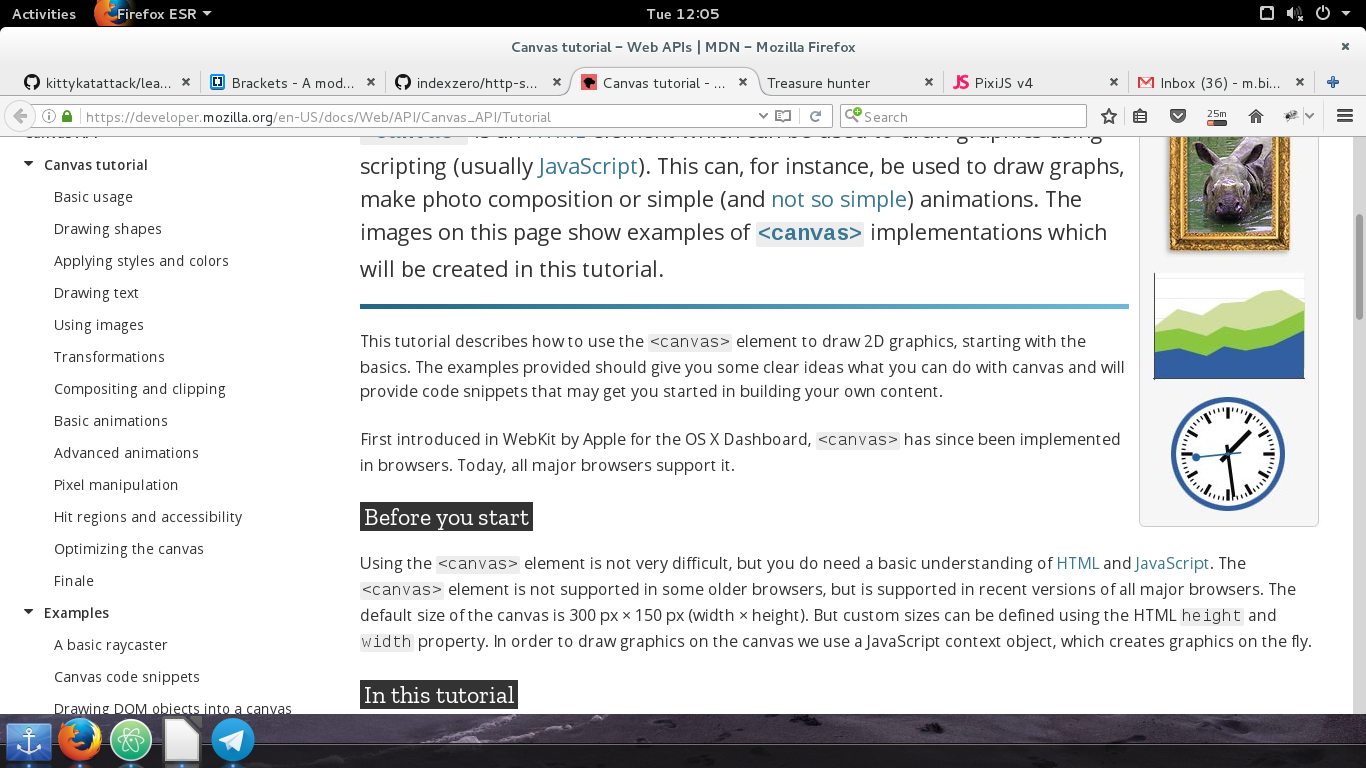 Activities
Firefox ESR
Tue 12:05
Canvas tutorial – Web APIs | MDN – Mozilla Firefox
kittykatattack/lea...
Brackets - A mod...
indexzero/http-s...
Canvas tutorial - ...
Treasure hunter
PixiJS v4
Inbox (36) - m.bi...
https://developer.mozilla.org/en-US/docs/Web/API/Canvas_API/Tutorial
Search
25m
Canvas tutorial
Basic usage
Drawing shapes
Applying styles and colors
Drawing text
Using images
Transformations
Compositing and clipping
Basic animations
Advanced animations
Pixel manipulation
Hit regions and accessibility
Optimizing the canvas
Finale
Examples
A basic raycaster
Canvas code snippets
Drawing DOM objects into a canvas
scripting (usually JavaScript). This can, for instance, be used to draw graphs,
make photo composition or simple (and not so simple) animations. The
images on this page show examples of <canvas> implementations which
will be created in this tutorial.
This tutorial describes how to use the <canvas> element to draw 2D graphics, starting with the
basics. The examples provided should give you some clear ideas what you can do with canvas and will
provide code snippets that may get you started in building your own content.
First introduced in WebKit by Apple for the OS X Dashboard, <canvas> has since been implemented
in browsers. Today, all major browsers support it.
Before you start
Using the <canvas> element is not very difficult, but you do need a basic understanding of HTML and JavaScript. The
<canvas> element is not supported in some older browsers, but is supported in recent versions of all major browsers. The
default size of the canvas is 300 px × 150 px (width × height). But custom sizes can be defined using the HTML height and
width property. In order to draw graphics on the canvas we use a JavaScript context object, which creates graphics on the fly.
In this tutorial